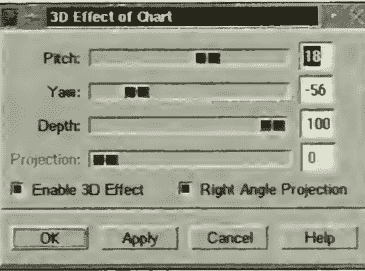 3D Effect of Chart
Pitch: 18
Yaw: -56
Depth: 100
Projection: 0
Enable 3D Effect Right Angle Projection
OK Apply Cancel Help